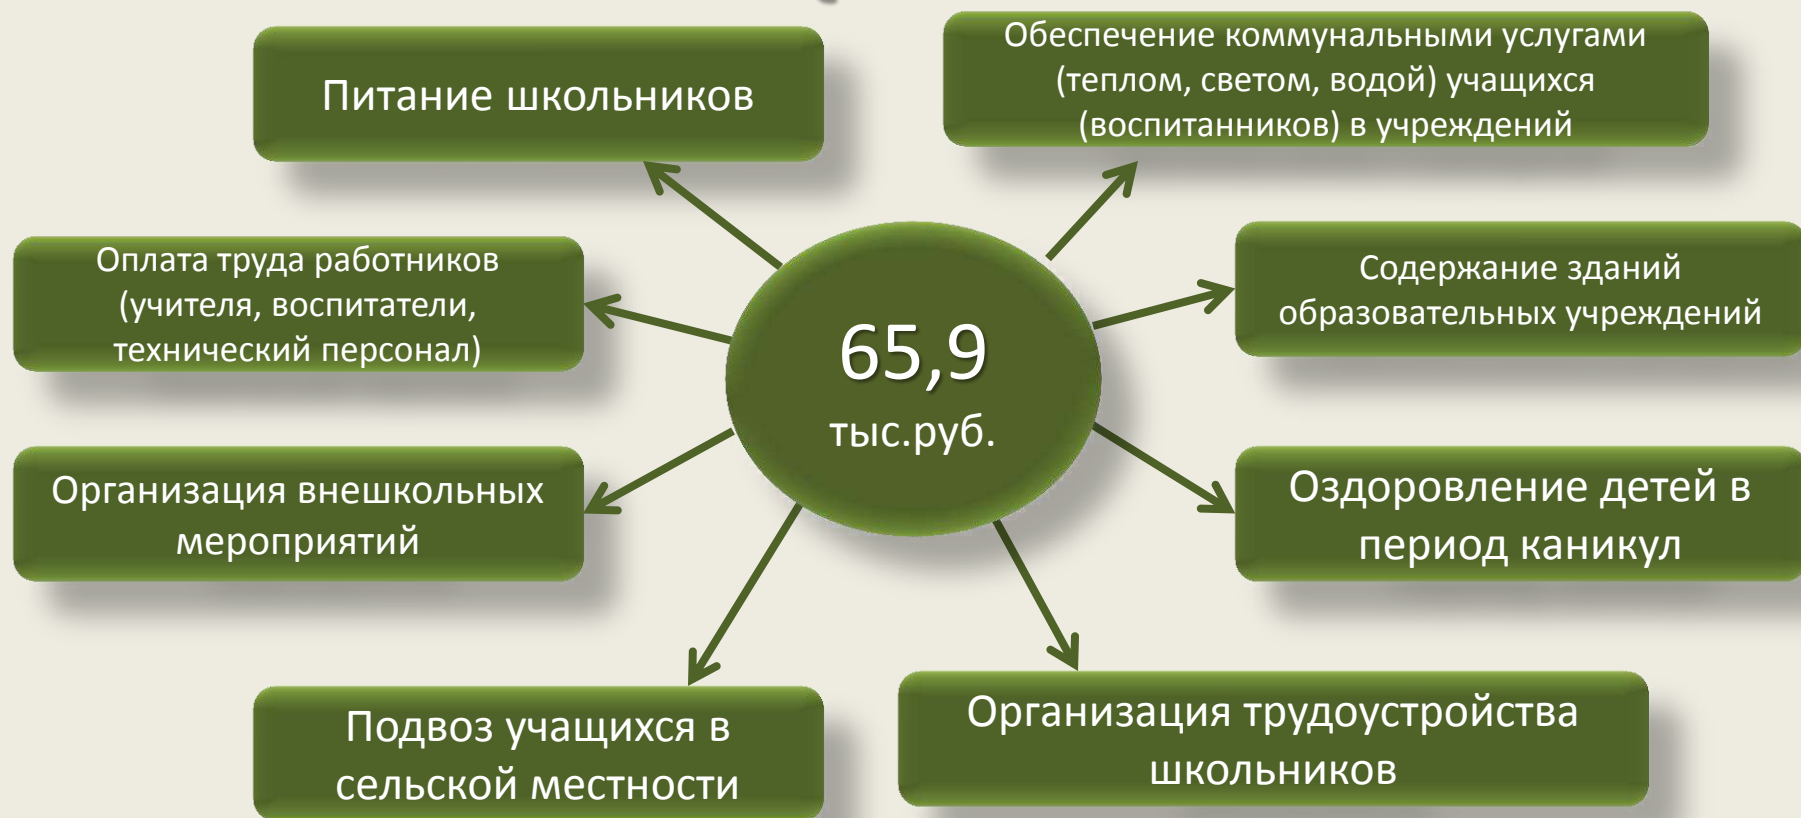 Питание школьников
Обеспечение коммунальными услугами
(теплом, светом, водой) учащихся
(воспитанников) в учреждений
Оплата труда работников
(учителя, воспитатели,
технический персонал)
Содержание зданий
образовательных учреждений
65,9
тыс.руб.
Организация внешкольных
мероприятий
Оздоровление детей в
период каникул
Подвоз учащихся в
сельской местности
Организация трудоустройства
школьников